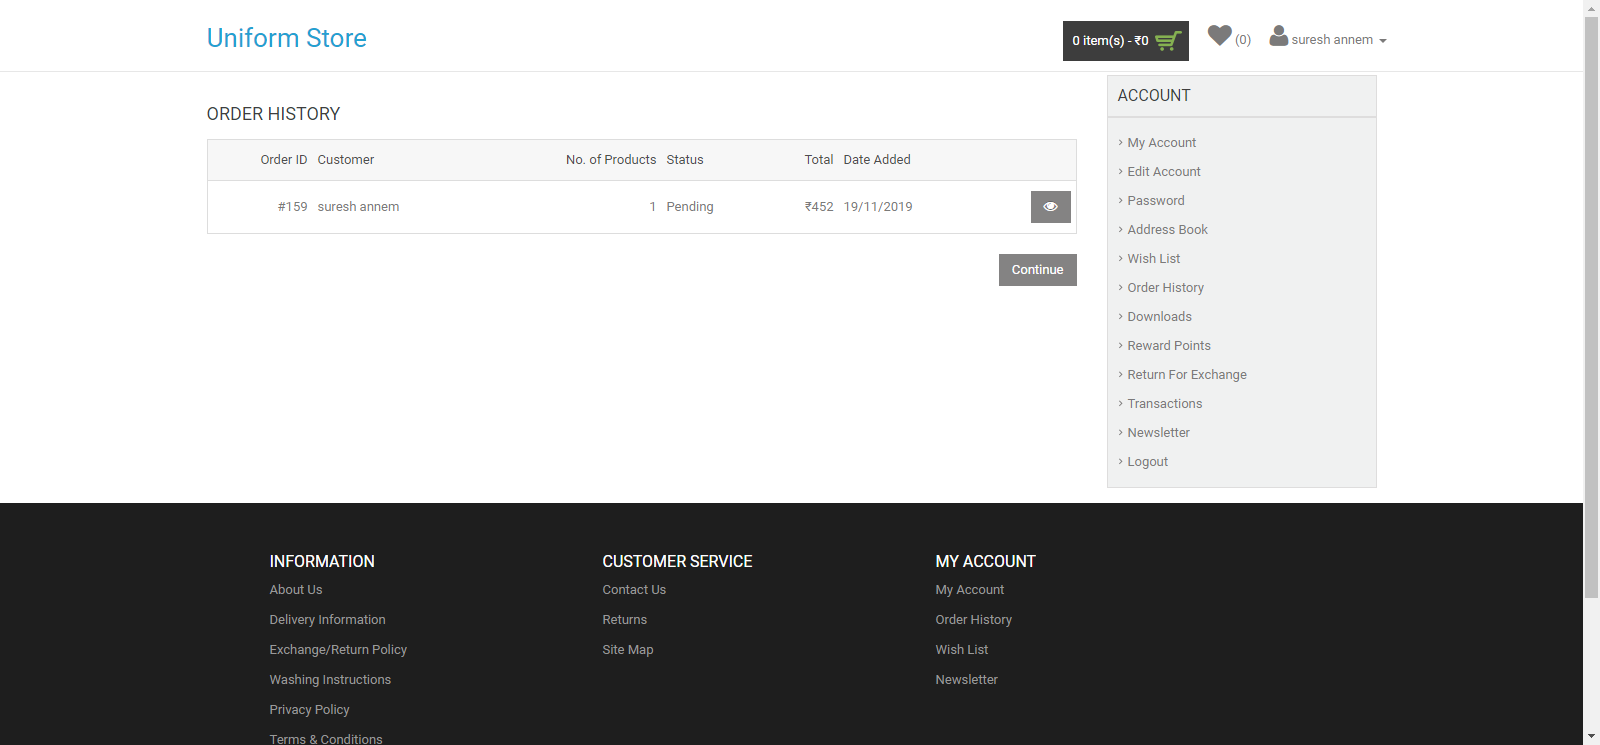 Uniform Store
0 item(s) - ₹0
(0)
suresh annem
ORDER HISTORY
Order ID Customer No. of Products Status Total Date Added
#159 suresh annem 1 Pending ₹452 19/11/2019
Continue
ACCOUNT
My Account
Edit Account
Password
Address Book
Wish List
Order History
Downloads
Reward Points
Return For Exchange
Transactions
Newsletter
Logout
INFORMATION
About Us
Delivery Information
Exchange/Return Policy
Washing Instructions
Privacy Policy
Terms & Conditions
CUSTOMER SERVICE
Contact Us
Returns
Site Map
MY ACCOUNT
My Account
Order History
Wish List
Newsletter